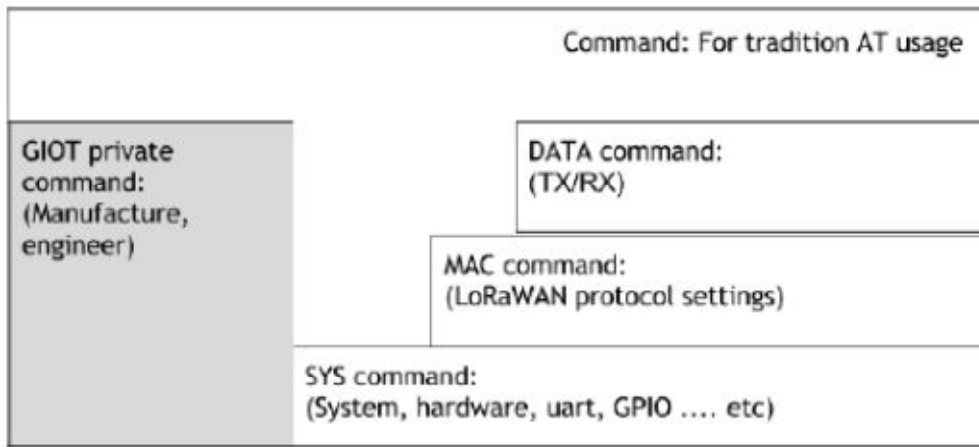 Command: For tradition AT usage
GIOT private
command:
(Manufacture,
engineer)
DATA command:
(TX/RX)
MAC command:
(LoRaWAN protocol settings)
SYS command:
(System, hardware, uart, GPIO .... etc)